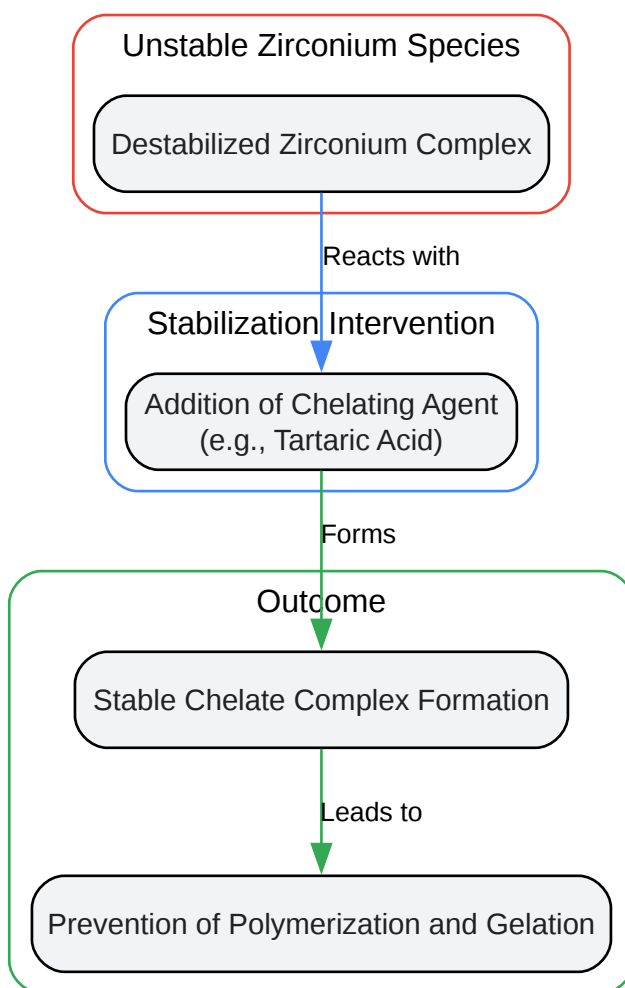 Unstable Zirconium Species
Destabilized Zirconium Complex
Reacts with
Stabilization Intervention
Addition of Chelating Agent
(e.g., Tartaric Acid)
Forms
Outcome
Stable Chelate Complex Formation
Leads to
Prevention of Polymerization and Gelation